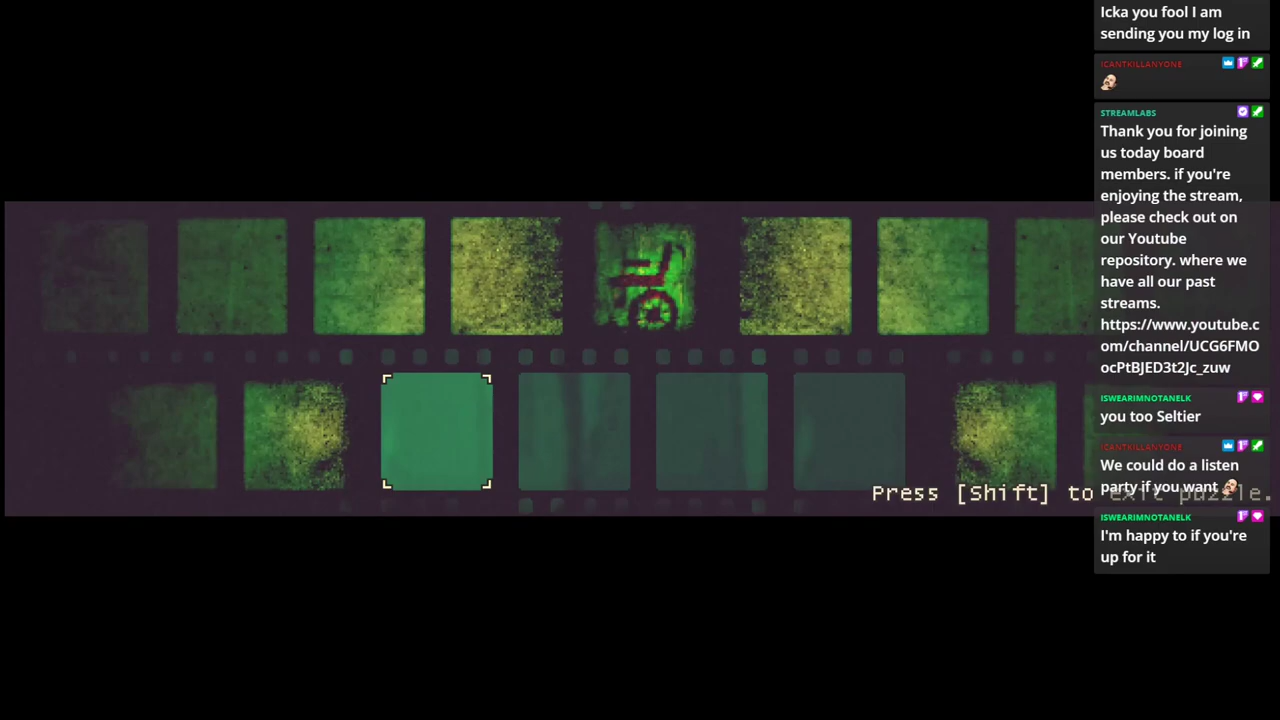 Icka you fool I am
sending you my log in
ICANTKILLANYONE
STREAMLABS
Thank you for joining
us today board
members. if you're
enjoying the stream,
please check out on
our Youtube
repository. where we
have all our past
streams.
https://www.youtube.c
om/channel/UCG6FMO
ocPtBJED3t2Jc_zuw
ISWEARIMNOTANELK
you too Seltier
ICANTKILLANYONE
We could do a listen
party if you want
Press [Shift] to exit puzzle.
ISWEARIMNOTANELK
I'm happy to if you're
up for it